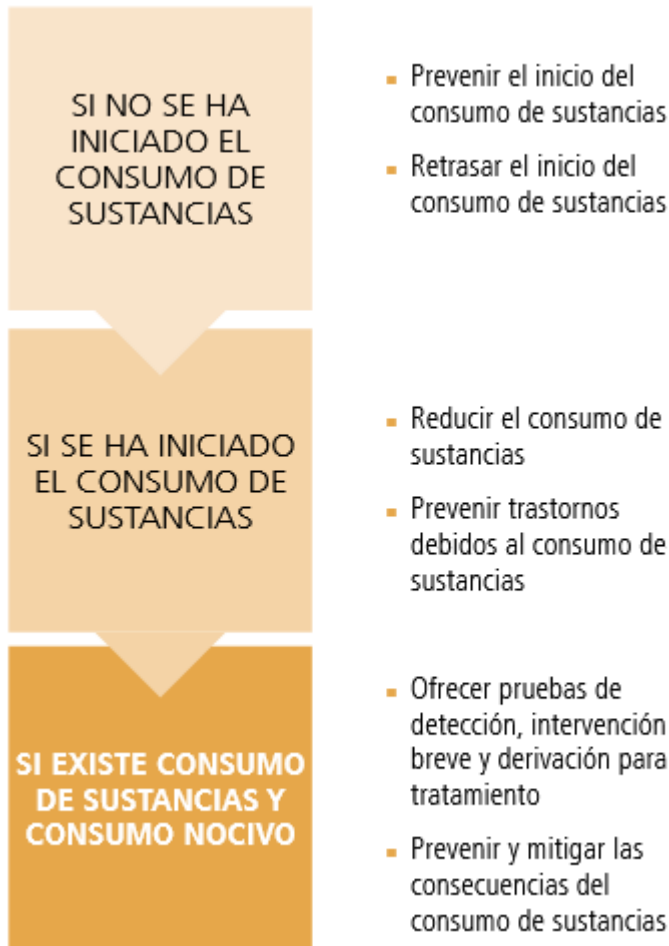 SI NO SE HA
INICIADO EL
CONSUMO DE
SUSTANCIAS
▪ Prevenir el inicio del
consumo de sustancias
▪ Retrasar el inicio del
consumo de sustancias
SI SE HA INICIADO
EL CONSUMO DE
SUSTANCIAS
▪ Reducir el consumo de
sustancias
▪ Prevenir trastornos
debidos al consumo de
sustancias
SI EXISTE CONSUMO
DE SUSTANCIAS Y
CONSUMO NOCIVO
▪ Ofrecer pruebas de
detección, intervención
breve y derivación para
tratamiento
▪ Prevenir y mitigar las
consecuencias del
consumo de sustancias